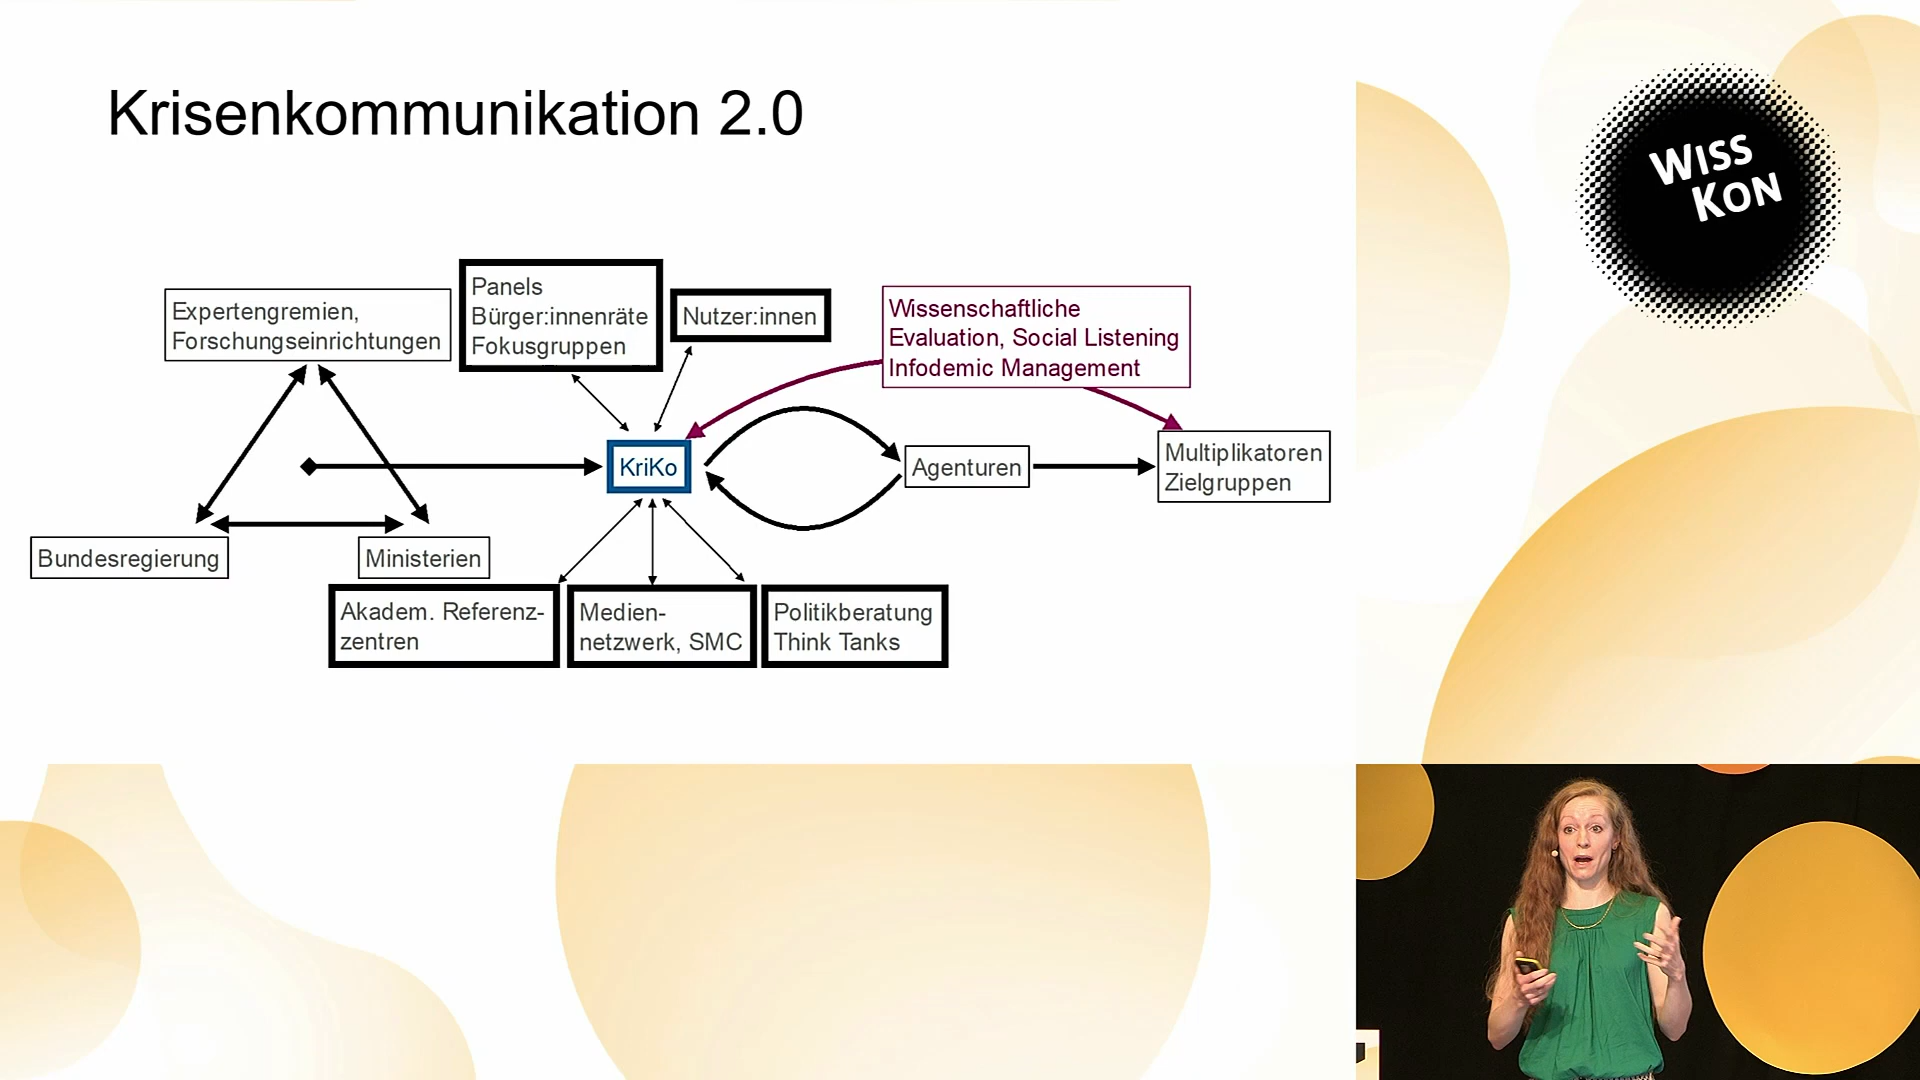 Krisenkommunikation 2.0
WISS
KON
Expertengremien,
Forschungseinrichtungen
Panels
Bürger:innenräte
Fokusgruppen
Nutzer:innen
Wissenschaftliche
Evaluation, Social Listening
Infodemic Management
KriKo
Agenturen
Multiplikatoren
Zielgruppen
Bundesregierung
Ministerien
Akadem. Referenz-
zentren
Medien-
netzwerk, SMC
Politikberatung
Think Tanks